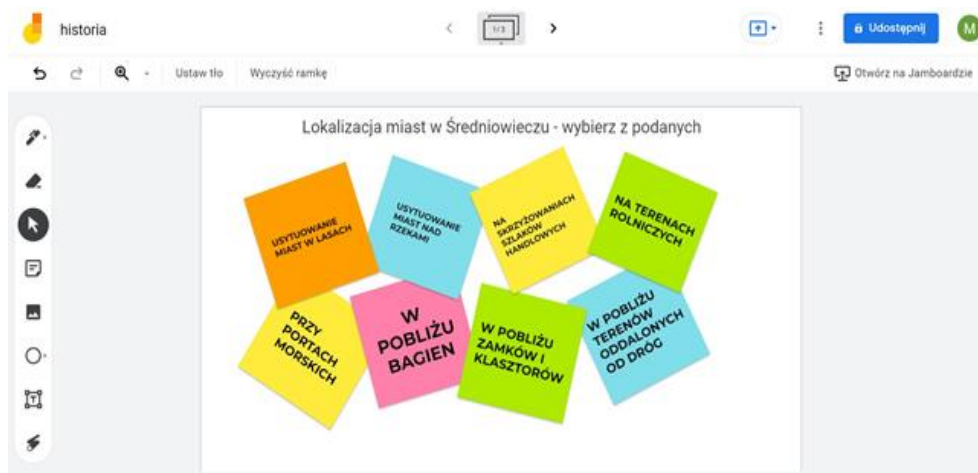 historia
1/3
Udostępnij
M
Ustaw tło
Wyczyść ramkę
Otwórz na Jamboardzie
Lokalizacja miast w Średniowieczu - wybierz z podanych
USYTUOWANIE
MIAST W LASACH
USYTUOWANIE
MIAST NAD
RZEKAMI
NA
SKRZYŻOWANIACH
SZLAKÓW
HANDLOWYCH
NA TERENACH
ROLNICZYCH
PRZY
PORTACH
MORSKICH
W
POBLIŻU
BAGIEN
W POBLIŻU
ZAMKÓW I
KLASZTORÓW
W POBLIŻU
TERENÓW
ODDALONYCH
OD DRÓG